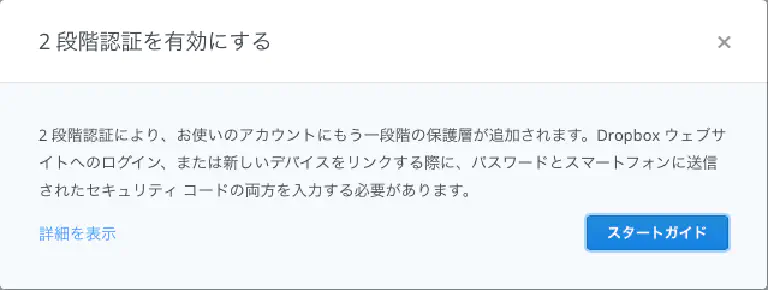 2 段階認証を有効にする
×
2 段階認証により、お使いのアカウントにもう一段階の保護層が追加されます。Dropbox ウェブサ
イトへのログイン、または新しいデバイスをリンクする際に、パスワードとスマートフォンに送信
されたセキュリティ コードの両方を入力する必要があります。
詳細を表示
スタートガイド